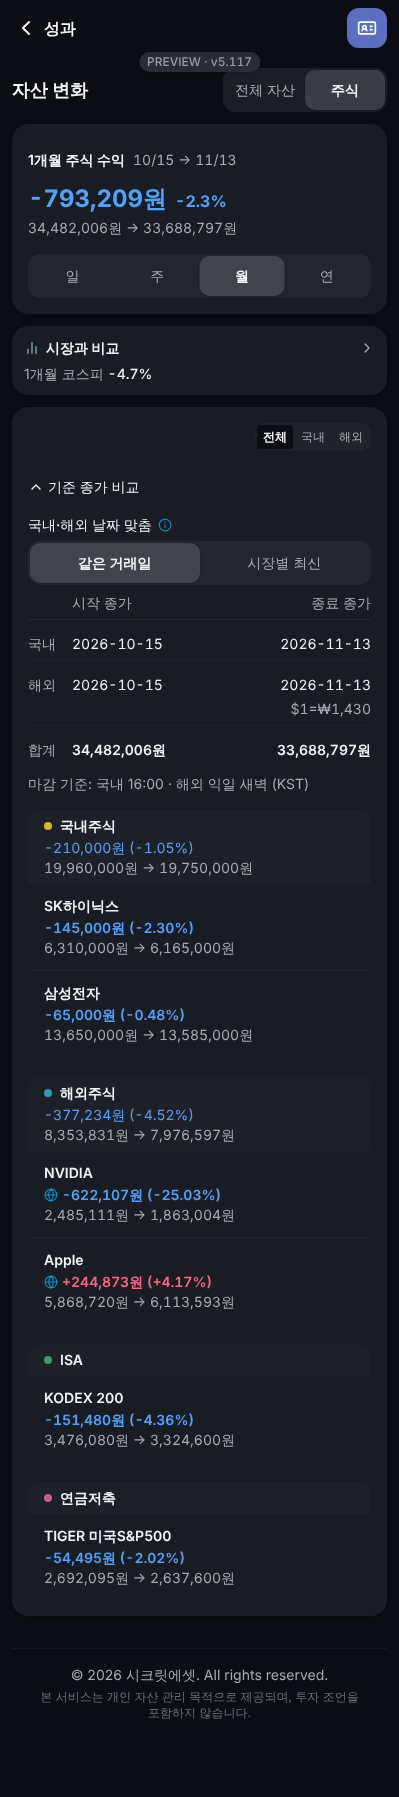 성과
PREVIEW · v5.117
자산 변화
전체 자산 주식
1개월 주식 수익 10/15 → 11/13
-793,209원 -2.3%
34,482,006원 → 33,688,797원
일 주 월 연
시장과 비교
1개월 코스피 -4.7%
전체 국내 해외
기준 종가 비교
국내·해외 날짜 맞춤
같은 거래일 시장별 최신
시작 종가 종료 종가
국내 2026-10-15 2026-11-13
해외 2026-10-15 2026-11-13
$1=₩1,430
합계 34,482,006원 33,688,797원
마감 기준: 국내 16:00 · 해외 익일 새벽 (KST)
국내주식
-210,000원 (-1.05%)
19,960,000원 → 19,750,000원
SK하이닉스
-145,000원 (-2.30%)
6,310,000원 → 6,165,000원
삼성전자
-65,000원 (-0.48%)
13,650,000원 → 13,585,000원
해외주식
-377,234원 (-4.52%)
8,353,831원 → 7,976,597원
NVIDIA
-622,107원 (-25.03%)
2,485,111원 → 1,863,004원
Apple
+244,873원 (+4.17%)
5,868,720원 → 6,113,593원
ISA
KODEX 200
-151,480원 (-4.36%)
3,476,080원 → 3,324,600원
연금저축
TIGER 미국S&P500
-54,495원 (-2.02%)
2,692,095원 → 2,637,600원
© 2026 시크릿에셋. All rights reserved.
본 서비스는 개인 자산 관리 목적으로 제공되며, 투자 조언을
포함하지 않습니다.